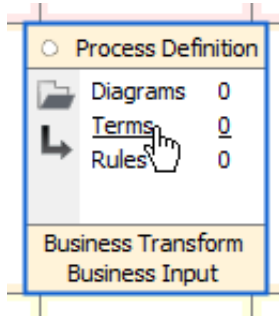 Process Definition
Diagrams 0
Terms 0
Rules 0
Business Transform
Business Input